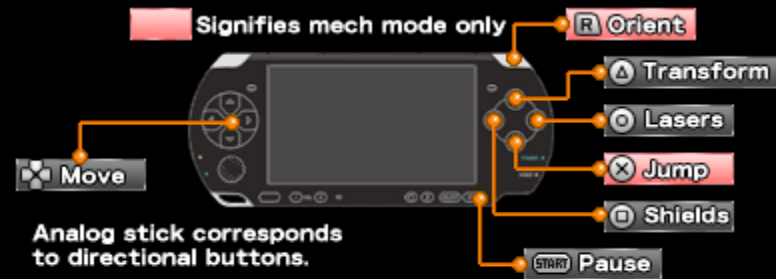 Signifies mech mode only
R Orient
Transform
Lasers
Jump
Move
Shields
Analog stick corresponds
to directional buttons.
START Pause